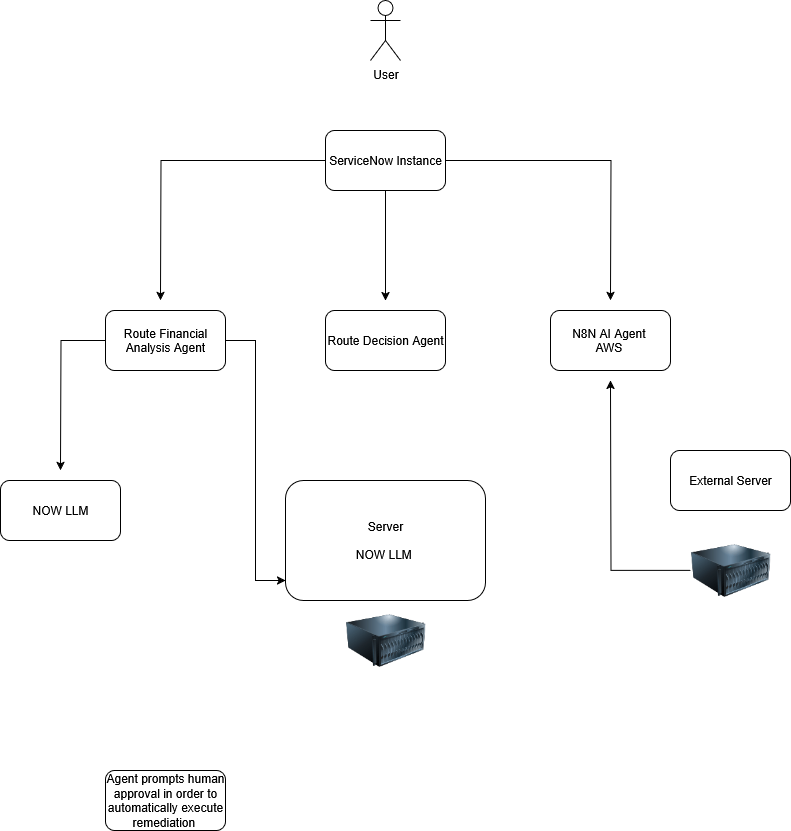 User
ServiceNow Instance
Route Financial
Analysis Agent
Route Decision Agent
N8N AI Agent
AWS
External Server
NOW LLM
Server
NOW LLM
Agent prompts human
approval in order to
automatically execute
remediation